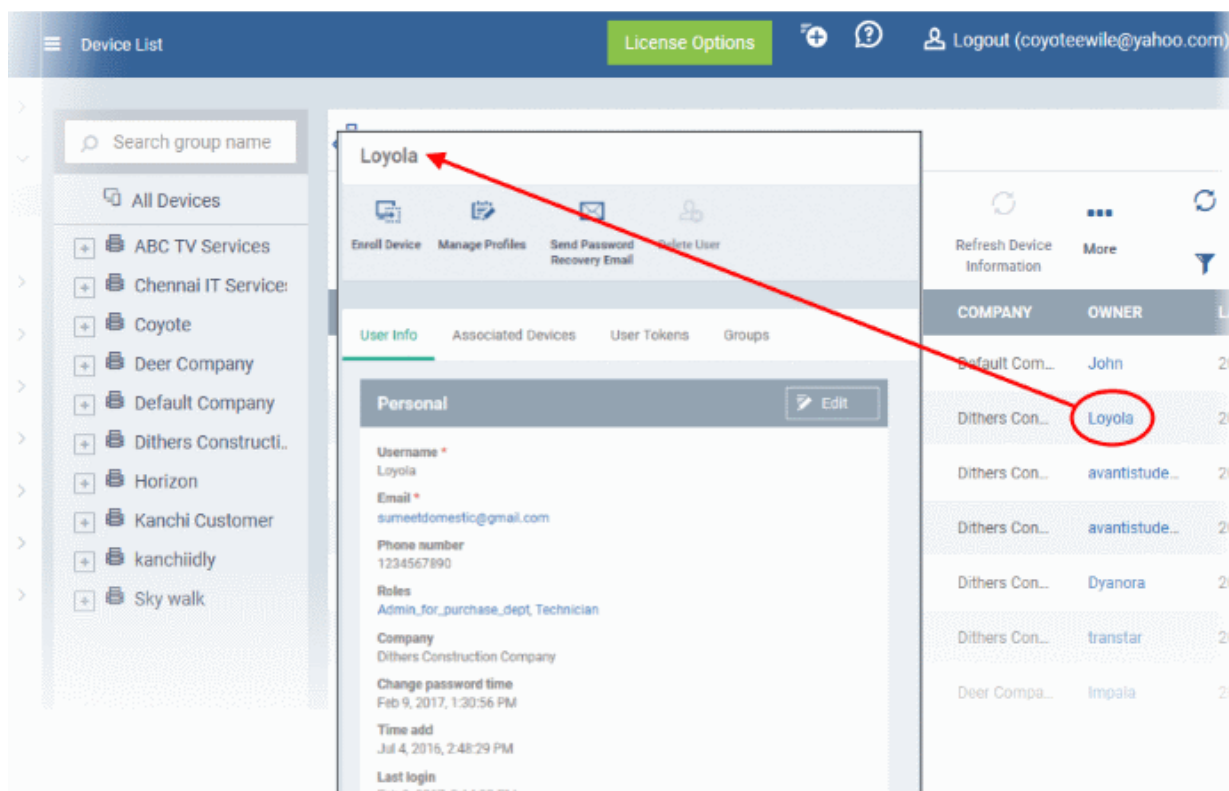 Device List
License Options
Logout (coyoteewile@yahoo.com)
Search group name
All Devices
ABC TV Services
Chennai IT Service
Coyote
Deer Company
Default Company
Dithers Constructi..
Horizon
Kanchi Customer
kanchiidly
Sky walk
Loyola
Enroll Device
Manage Profiles
Send Password
Recovery Email
Delete User
User Info
Associated Devices
User Tokens
Groups
Personal
Edit
Username *
Loyola
Email *
sumeetdomestic@gmail.com
Phone number
1234567890
Roles
Admin_for_purchase_dept, Technician
Company
Dithers Construction Company
Change password time
Feb 9, 2017, 1:30:56 PM
Time add
Jul 4, 2016, 2:48:29 PM
Last login
Refresh Device
Information
More
COMPANY OWNER
Default Com... John
Dithers Con... Loyola
Dithers Con... avantistude...
Dithers Con... avantistude...
Dithers Con... Dyanora
Dithers Con... transtar
Deer Compa... Impala